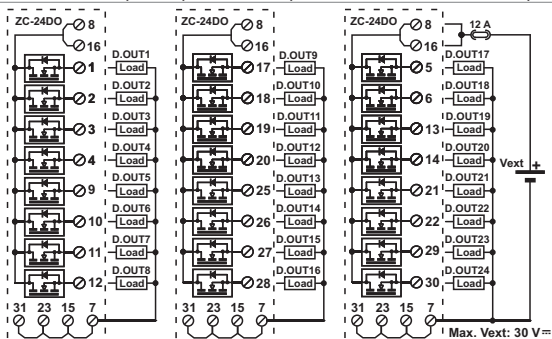 ZC-24DO 8
16
1 D.OUT1 Load
2 D.OUT2 Load
3 D.OUT3 Load
4 D.OUT4 Load
9 D.OUT5 Load
10 D.OUT6 Load
11 D.OUT7 Load
12 D.OUT8 Load
31 23 15 7
ZC-24DO 8
16
17 D.OUT9 Load
18 D.OUT10 Load
19 D.OUT11 Load
20 D.OUT12 Load
25 D.OUT13 Load
26 D.OUT14 Load
27 D.OUT15 Load
28 D.OUT16 Load
31 23 15 7
ZC-24DO 8 12 A
16
5 D.OUT17 Load
6 D.OUT18 Load
13 D.OUT19 Load
14 D.OUT20 Load
21 D.OUT21 Load
22 D.OUT22 Load
29 D.OUT23 Load
30 D.OUT24 Load
Vext +
31 23 15 7
Max. Vext: 30 V⎓